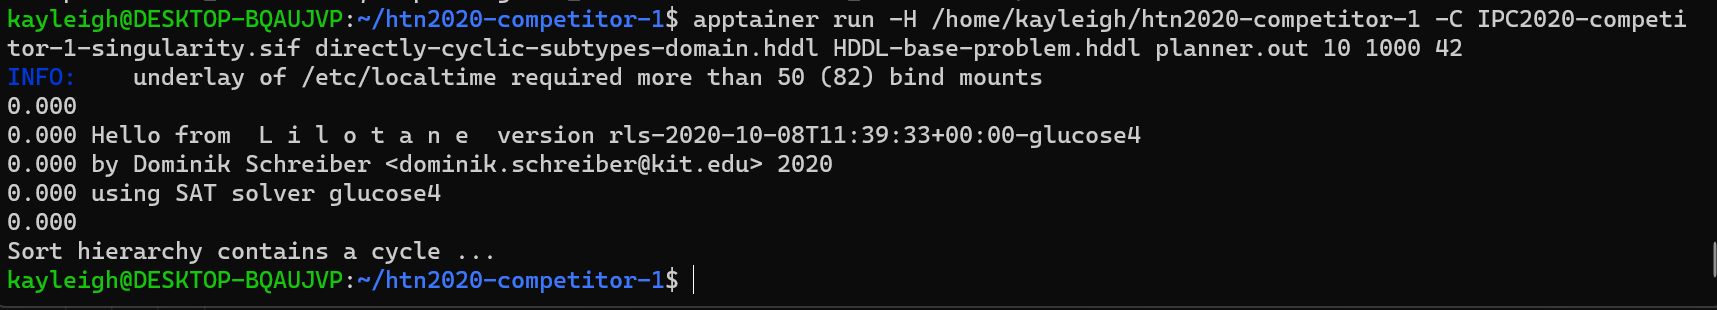 kayleigh@DESKTOP-BQAUJVP:~/htn2020-competitor-1$ apptainer run -H /home/kayleigh/htn2020-competitor-1 -C IPC2020-competi
tor-1-singularity.sif directly-cyclic-subtypes-domain.hddl HDDL-base-problem.hddl planner.out 10 1000 42
INFO:    underlay of /etc/localtime required more than 50 (82) bind mounts
0.000
0.000 Hello from  L i l o t a n e  version rls-2020-10-08T11:39:33+00:00-glucose4
0.000 by Dominik Schreiber <dominik.schreiber@kit.edu> 2020
0.000 using SAT solver glucose4
0.000
Sort hierarchy contains a cycle ...
kayleigh@DESKTOP-BQAUJVP:~/htn2020-competitor-1$